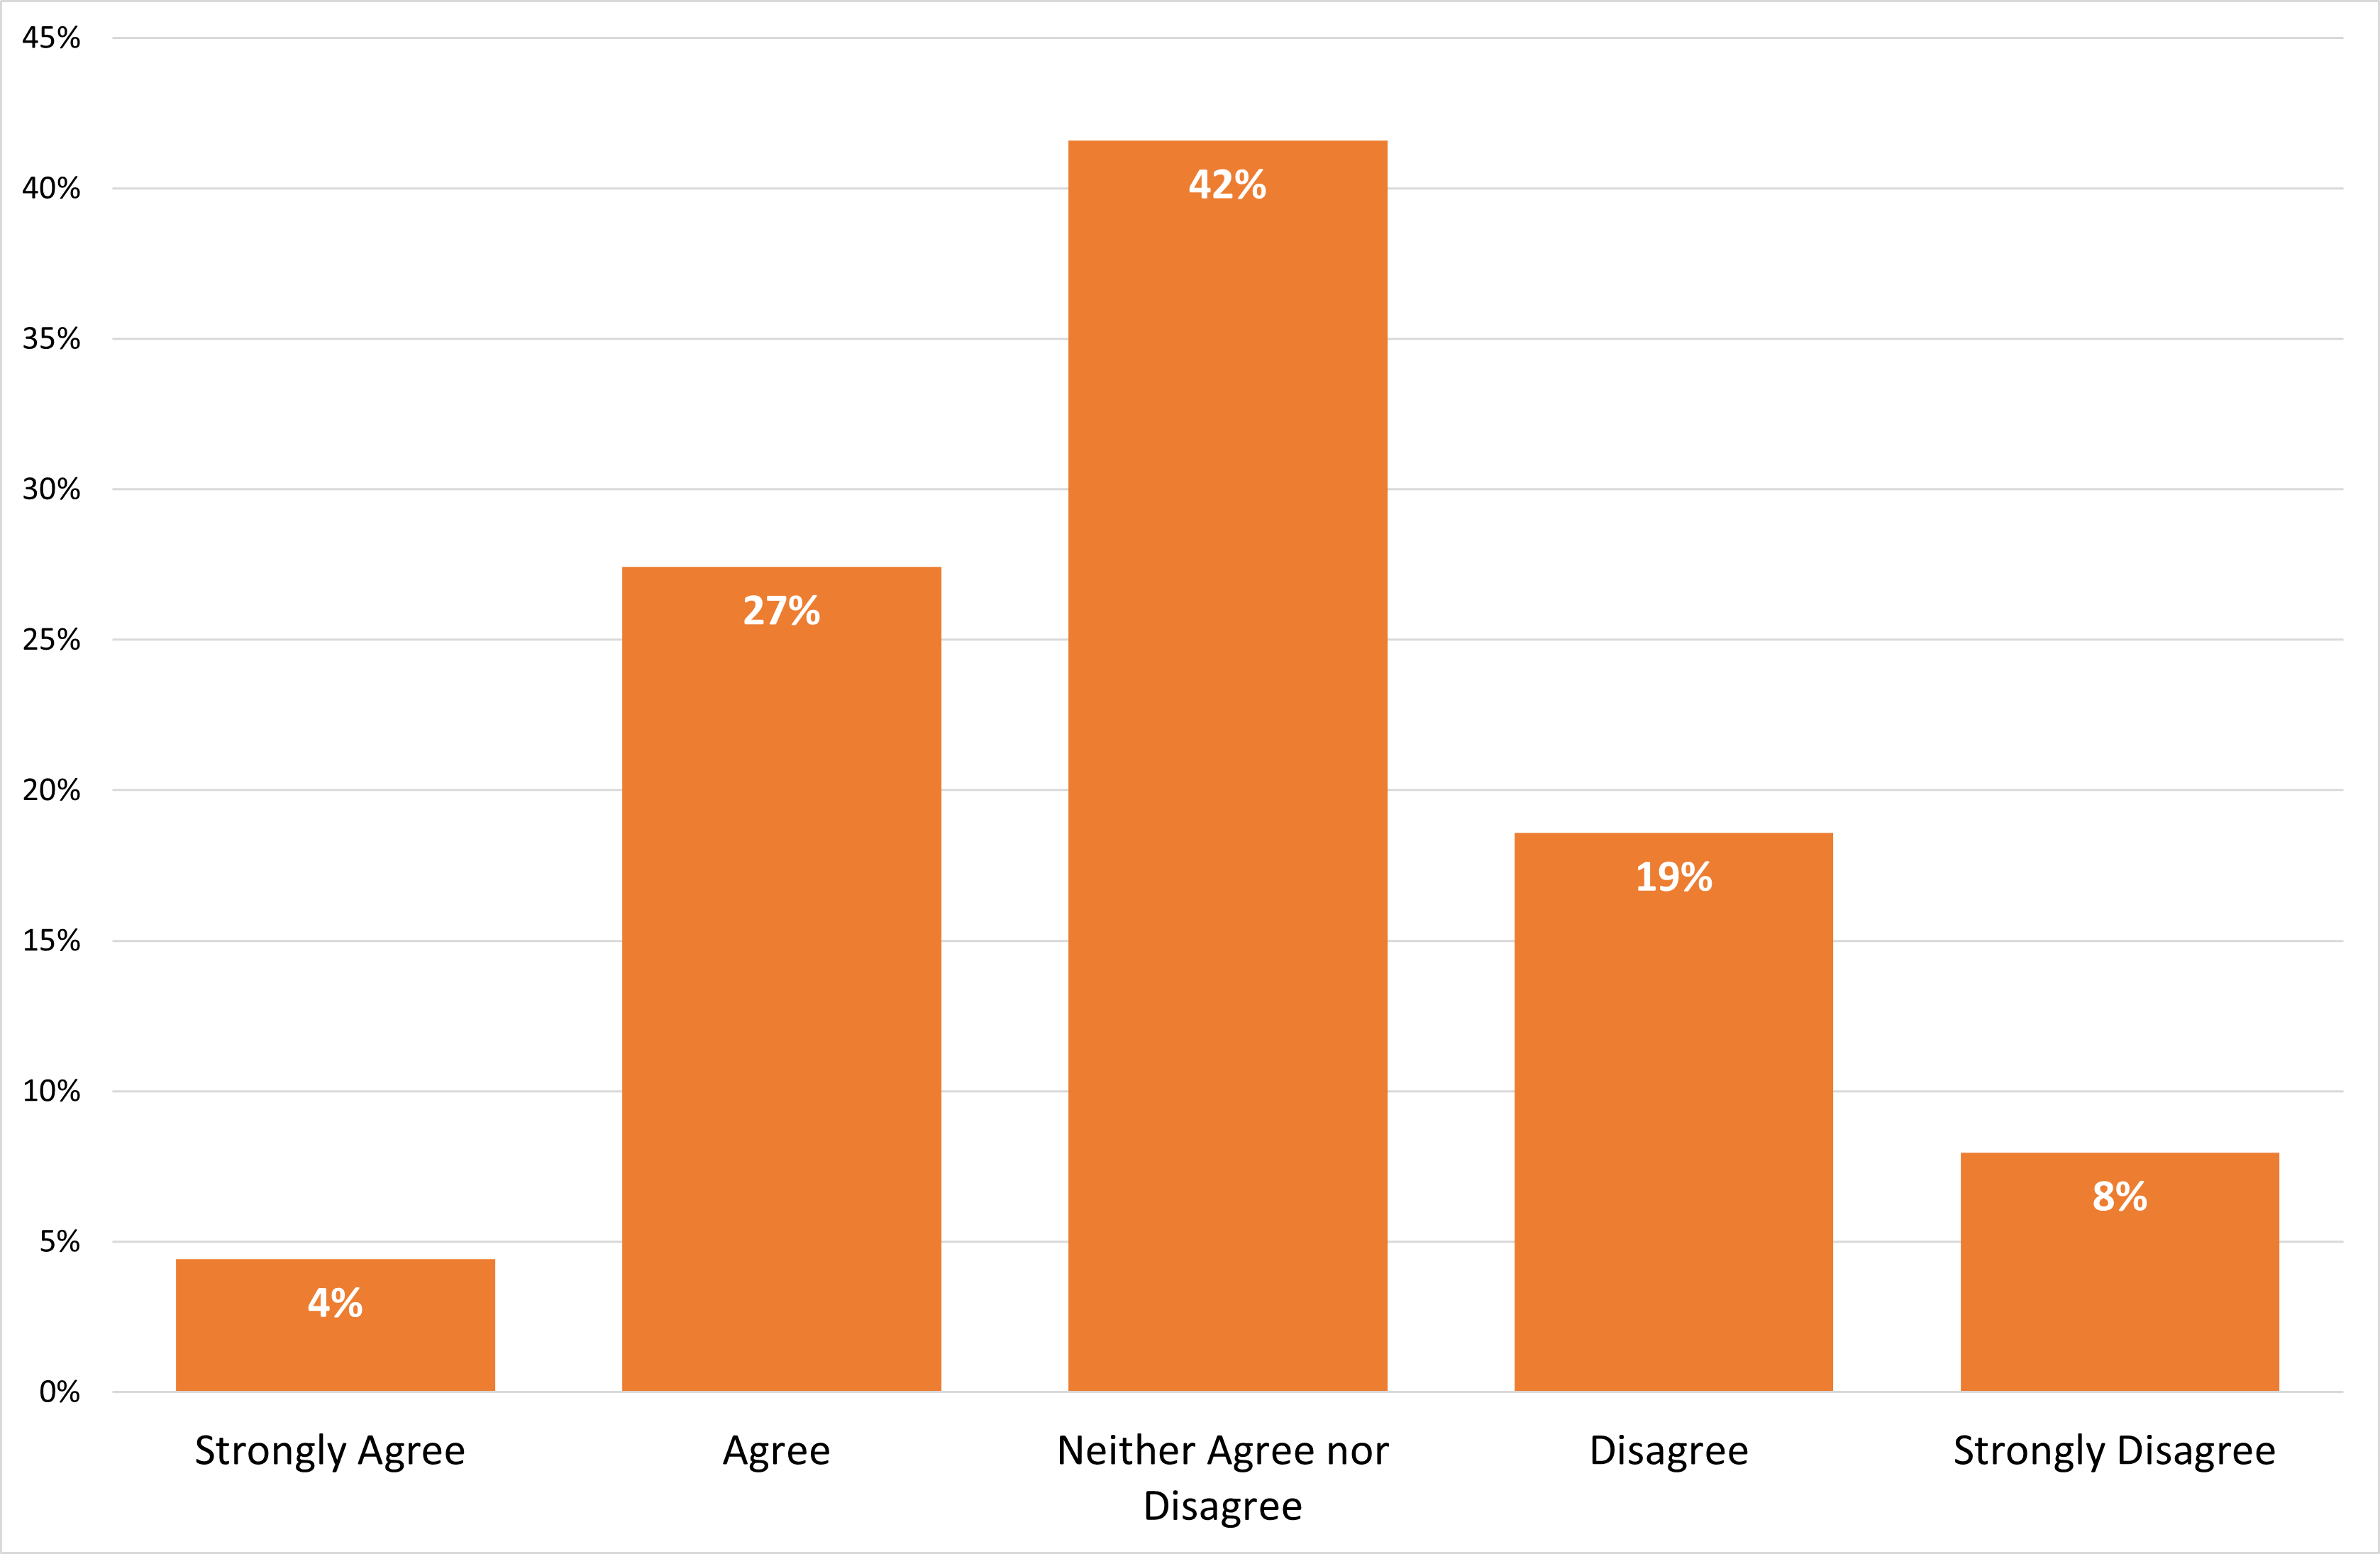 45%
40%
35%
30%
25%
20%
15%
10%
5%
0%
4%
27%
42%
19%
8%
Strongly Agree
Agree
Neither Agree nor
Disagree
Disagree
Strongly Disagree